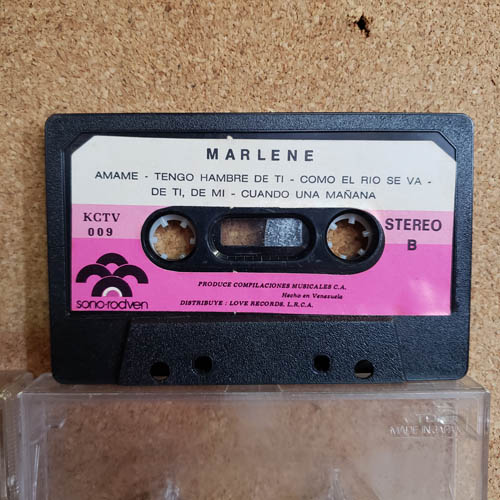 MARLENE
AMAME - TENGO HAMBRE DE TI - COMO EL RIO SE VA -
DE TI, DE MI - CUANDO UNA MAÑANA
KCTV
009
STEREO
B
sono-rodven
PRODUCE COMPILACIONES MUSICALES C.A.
Hecho en Venezuela
DISTRIBUYE : LOVE RECORDS, L.R.C.A.
MADE IN JAPAN